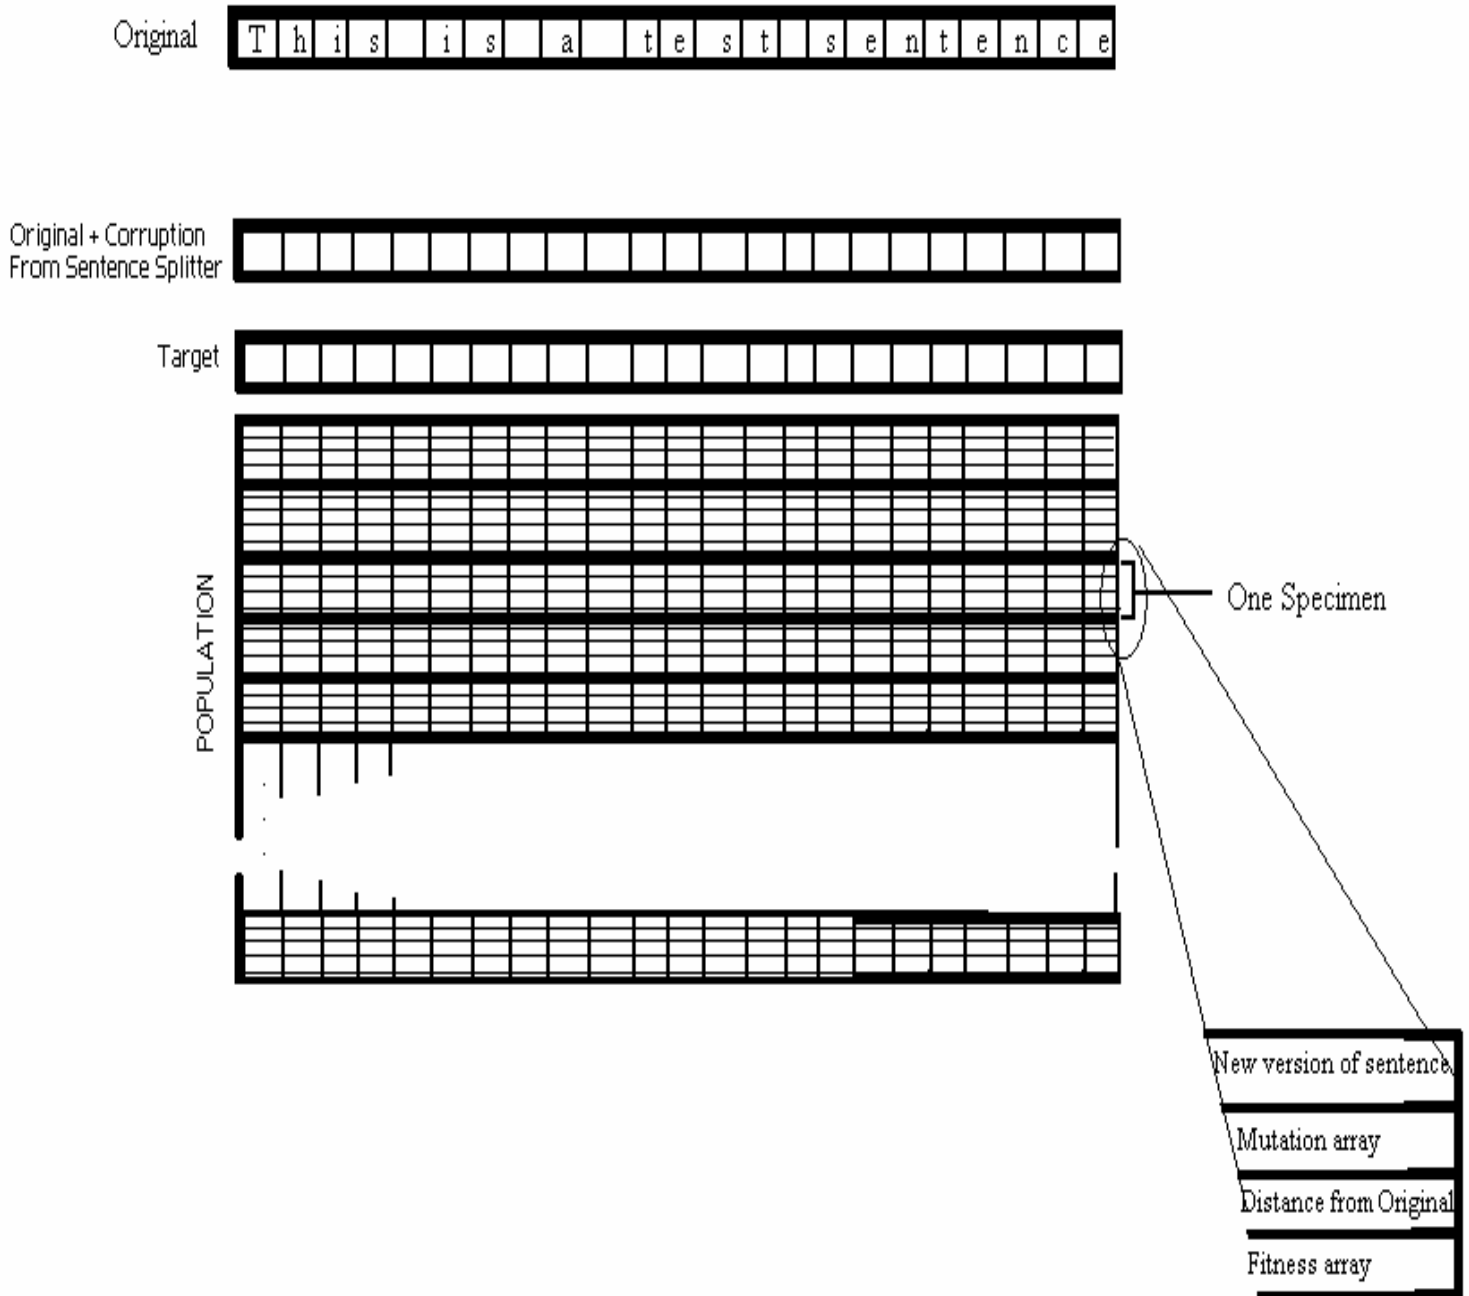 Original
T h i s   i s   a   t e s t   s e n t e n c e
Original + Corruption
From Sentence Splitter
Target
POPULATION
One Specimen
New version of sentence
Mutation array
Distance from Original
Fitness array